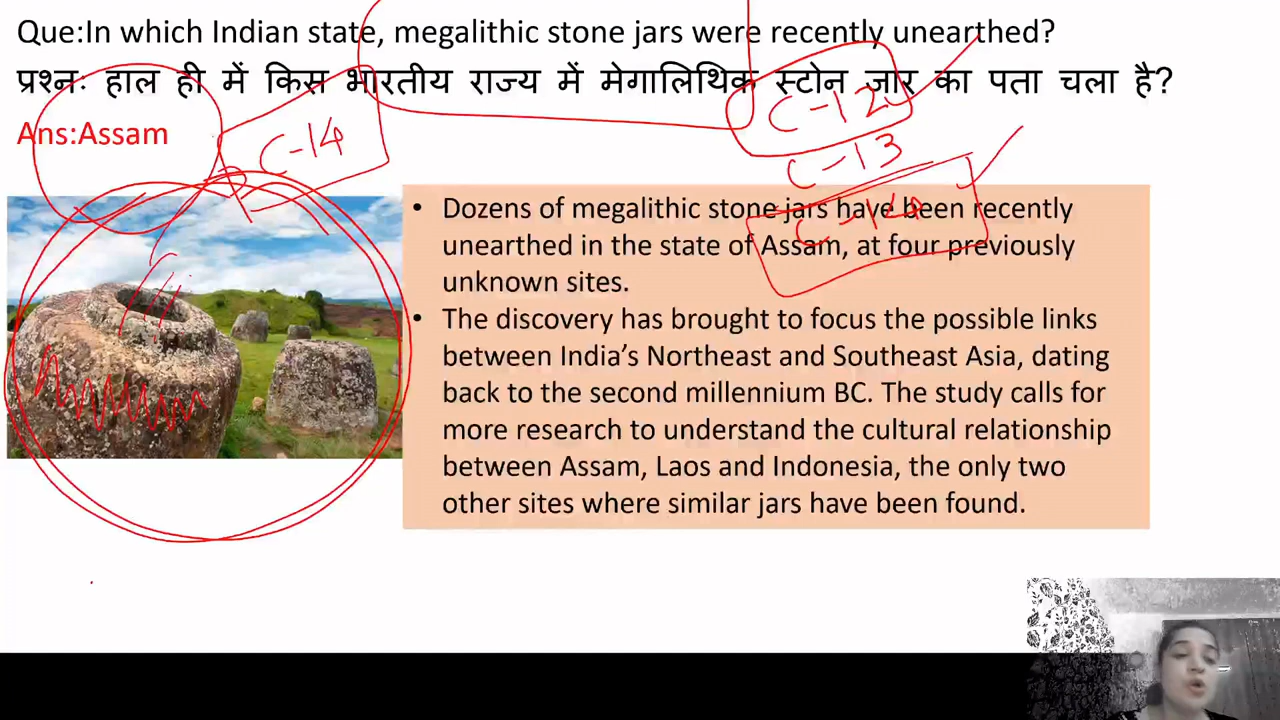 Que:In which Indian state, megalithic stone jars were recently unearthed?
प्रश्नः हाल ही में किस भारतीय राज्य में मेगालिथिक स्टोन जार का पता चला है?
Ans:Assam
C-14
C-12
C-13
C-14
• Dozens of megalithic stone jars have been recently
unearthed in the state of Assam, at four previously
unknown sites.
• The discovery has brought to focus the possible links
between India’s Northeast and Southeast Asia, dating
back to the second millennium BC. The study calls for
more research to understand the cultural relationship
between Assam, Laos and Indonesia, the only two
other sites where similar jars have been found.